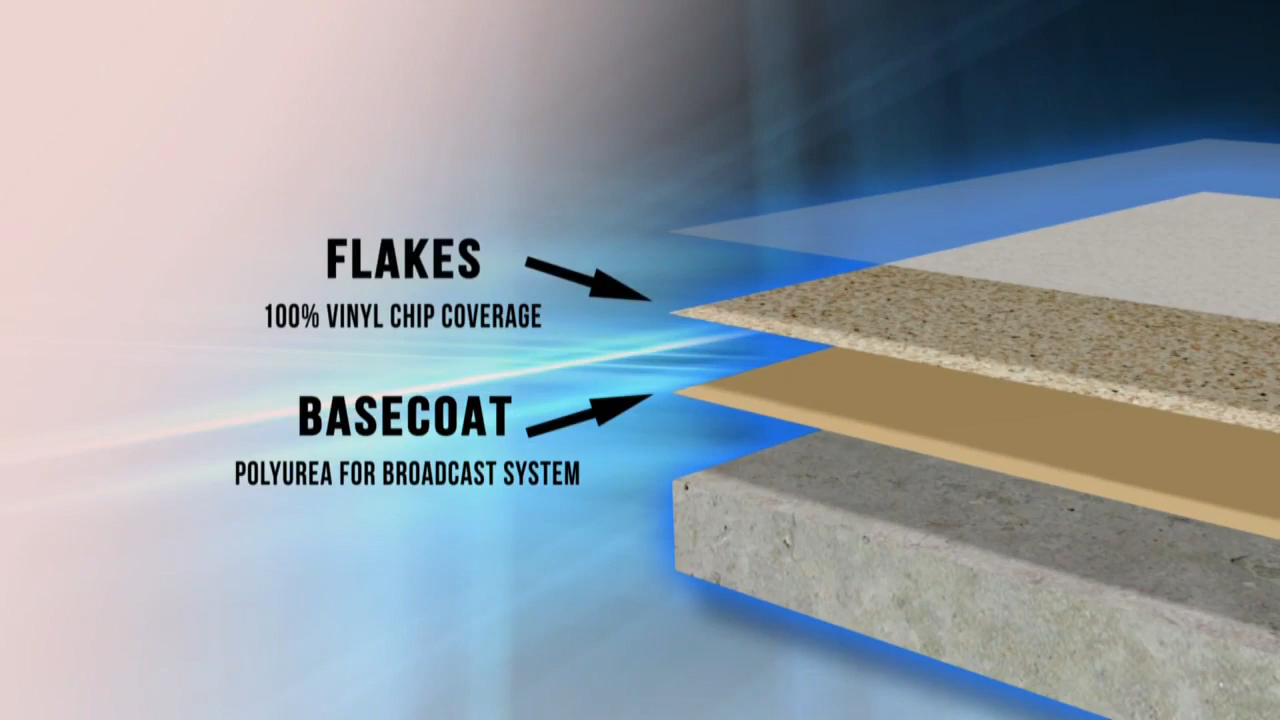 FLAKES
100% VINYL CHIP COVERAGE
BASECOAT
POLYUREA FOR BROADCAST SYSTEM